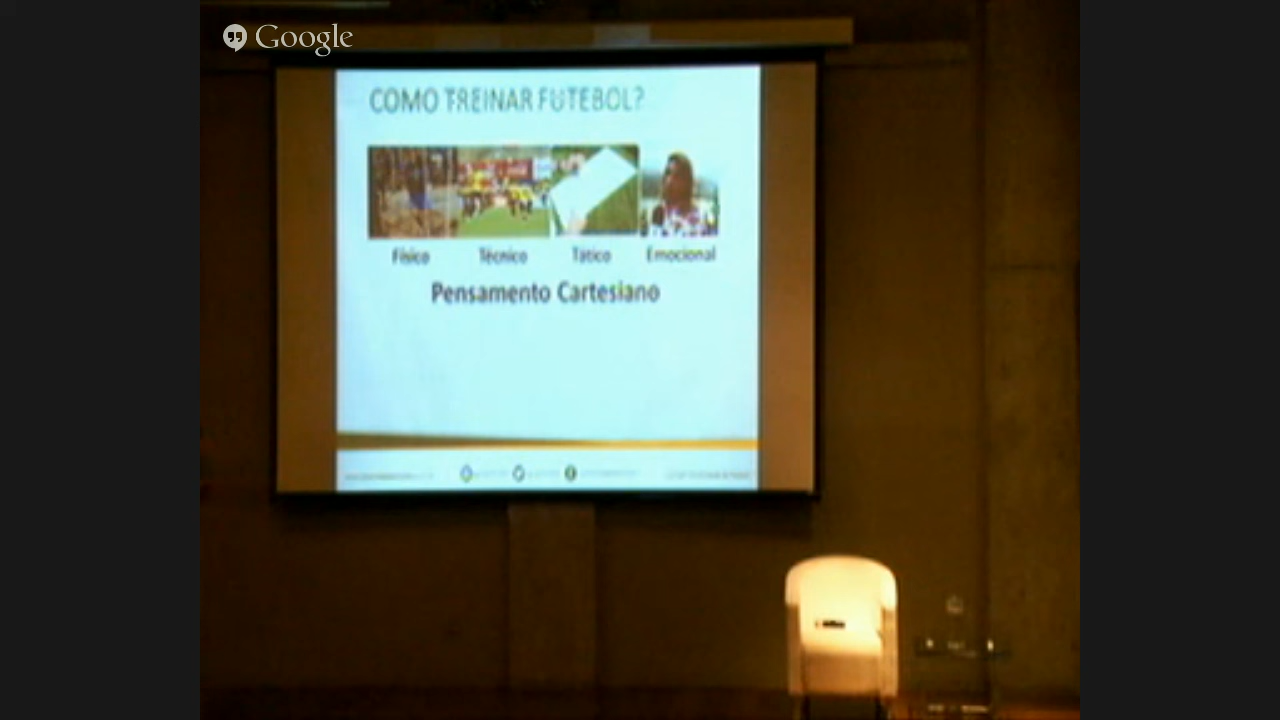 Google
COMO TREINAR FUTEBOL?
Físico Técnico Tático Emocional
Pensamento Cartesiano